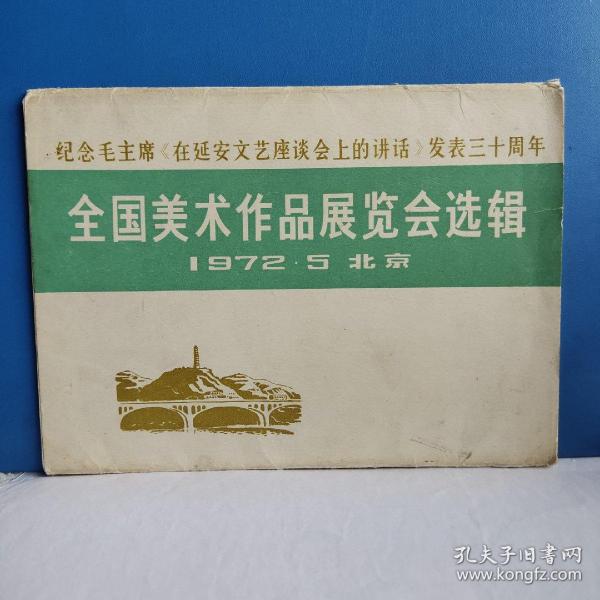 纪念毛主席《在延安文艺座谈会上的讲话》发表三十周年
全国美术作品展览会选辑
1972·5 北京
孔夫子旧书网
www.kongfz.com